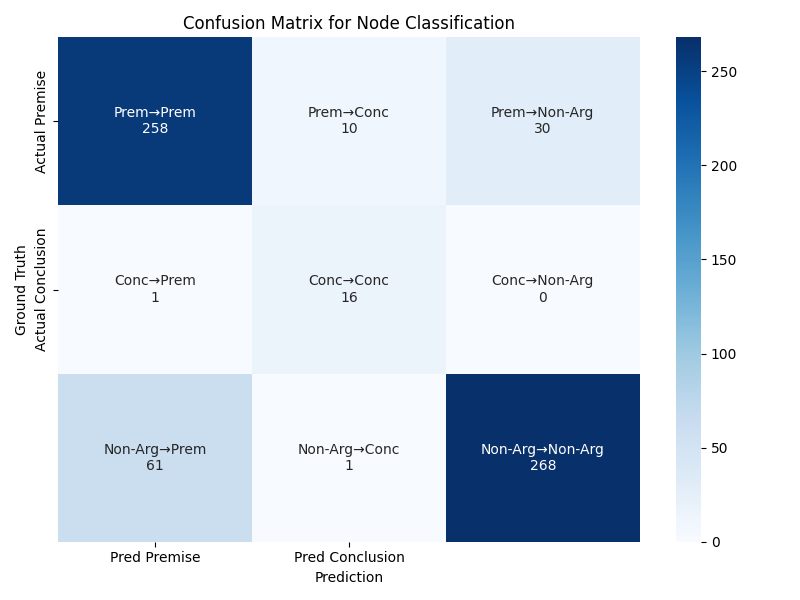 Confusion Matrix for Node Classification
Ground Truth
Actual Premise
Actual Conclusion
Prem→Prem
258
Prem→Conc
10
Prem→Non-Arg
30
Conc→Prem
1
Conc→Conc
16
Conc→Non-Arg
0
Non-Arg→Prem
61
Non-Arg→Conc
1
Non-Arg→Non-Arg
268
Pred Premise
Pred Conclusion
Prediction
250
200
150
100
50
0